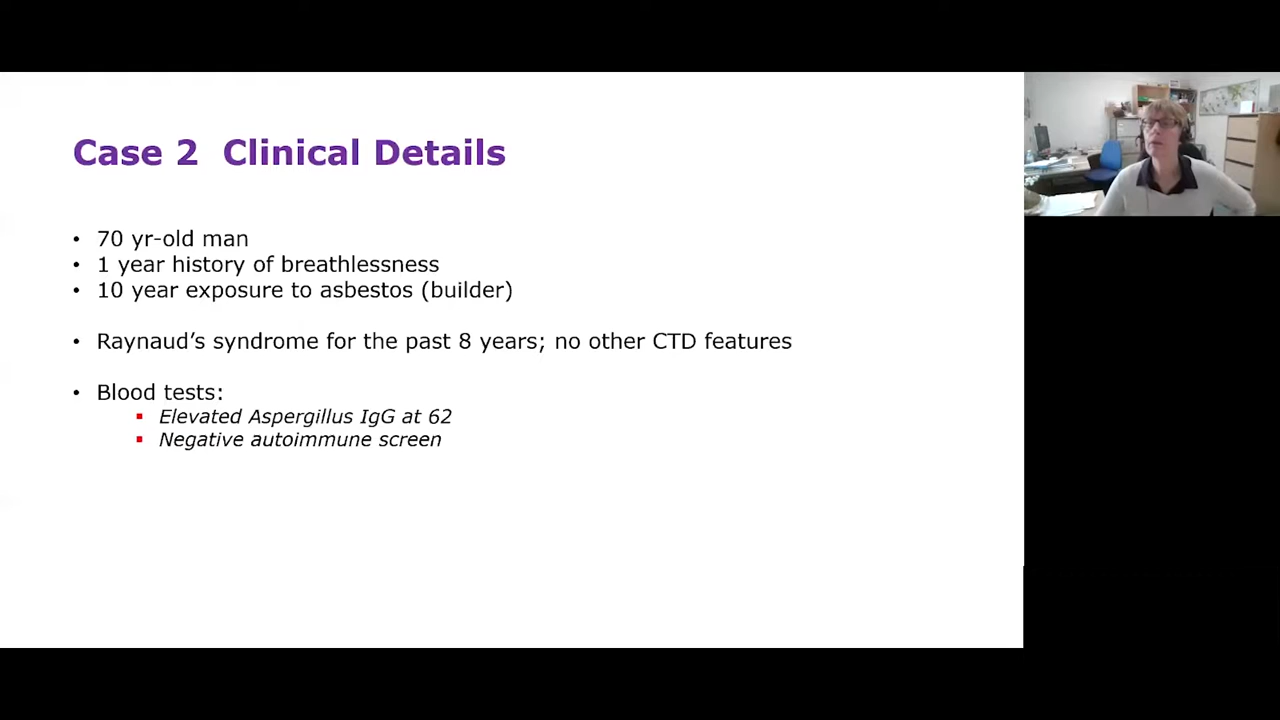 Case 2 Clinical Details
• 70 yr-old man
• 1 year history of breathlessness
• 10 year exposure to asbestos (builder)
• Raynaud’s syndrome for the past 8 years; no other CTD features
• Blood tests:
▪ Elevated Aspergillus IgG at 62
▪ Negative autoimmune screen